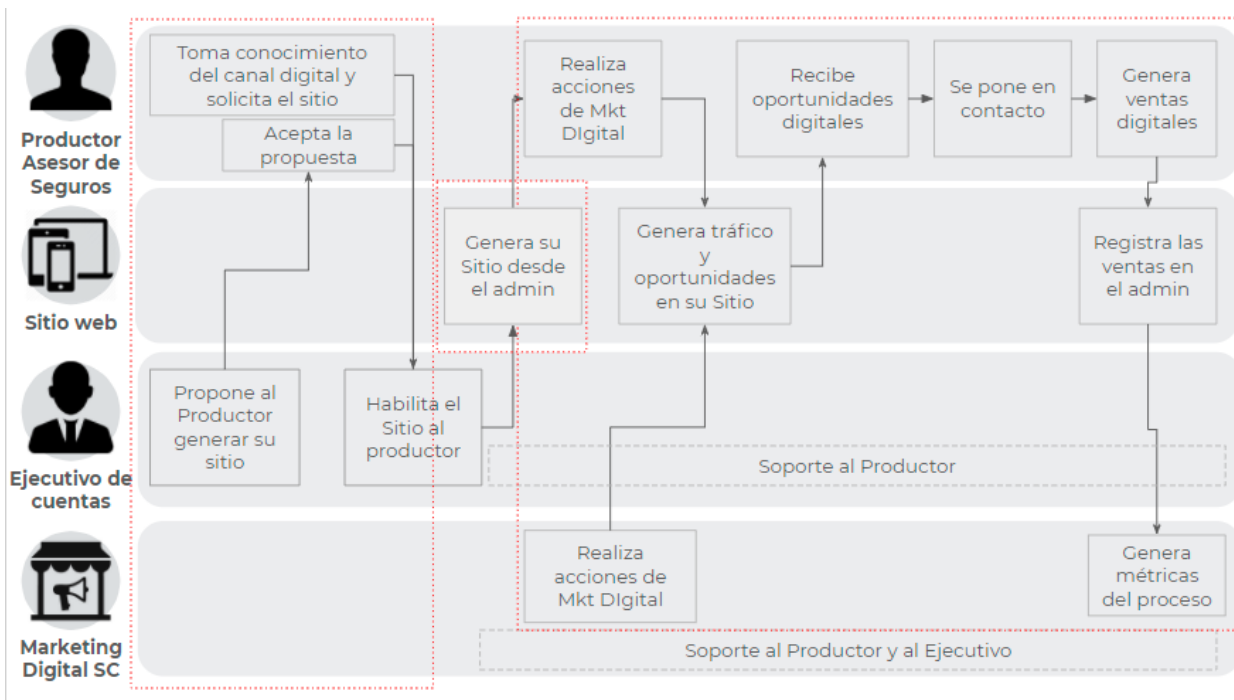 Toma conocimiento
del canal digital y
solicita el sitio
Acepta la
propuesta
Realiza
acciones
de Mkt
DIgital
Recibe
oportunidades
digitales
Se pone en
contacto
Genera
ventas
digitales
Productor
Asesor de
Seguros
Genera su
Sitio desde
el admin
Genera tráfico
y
oportunidades
en su Sitio
Registra las
ventas en
el admin
Sitio web
Propone al
Productor
generar su
sitio
Habilita el
Sitio al
productor
Soporte al Productor
Ejecutivo de
cuentas
Realiza
acciones de
Mkt DIgital
Genera
métricas
del proceso
Marketing
Digital SC
Soporte al Productor y al Ejecutivo